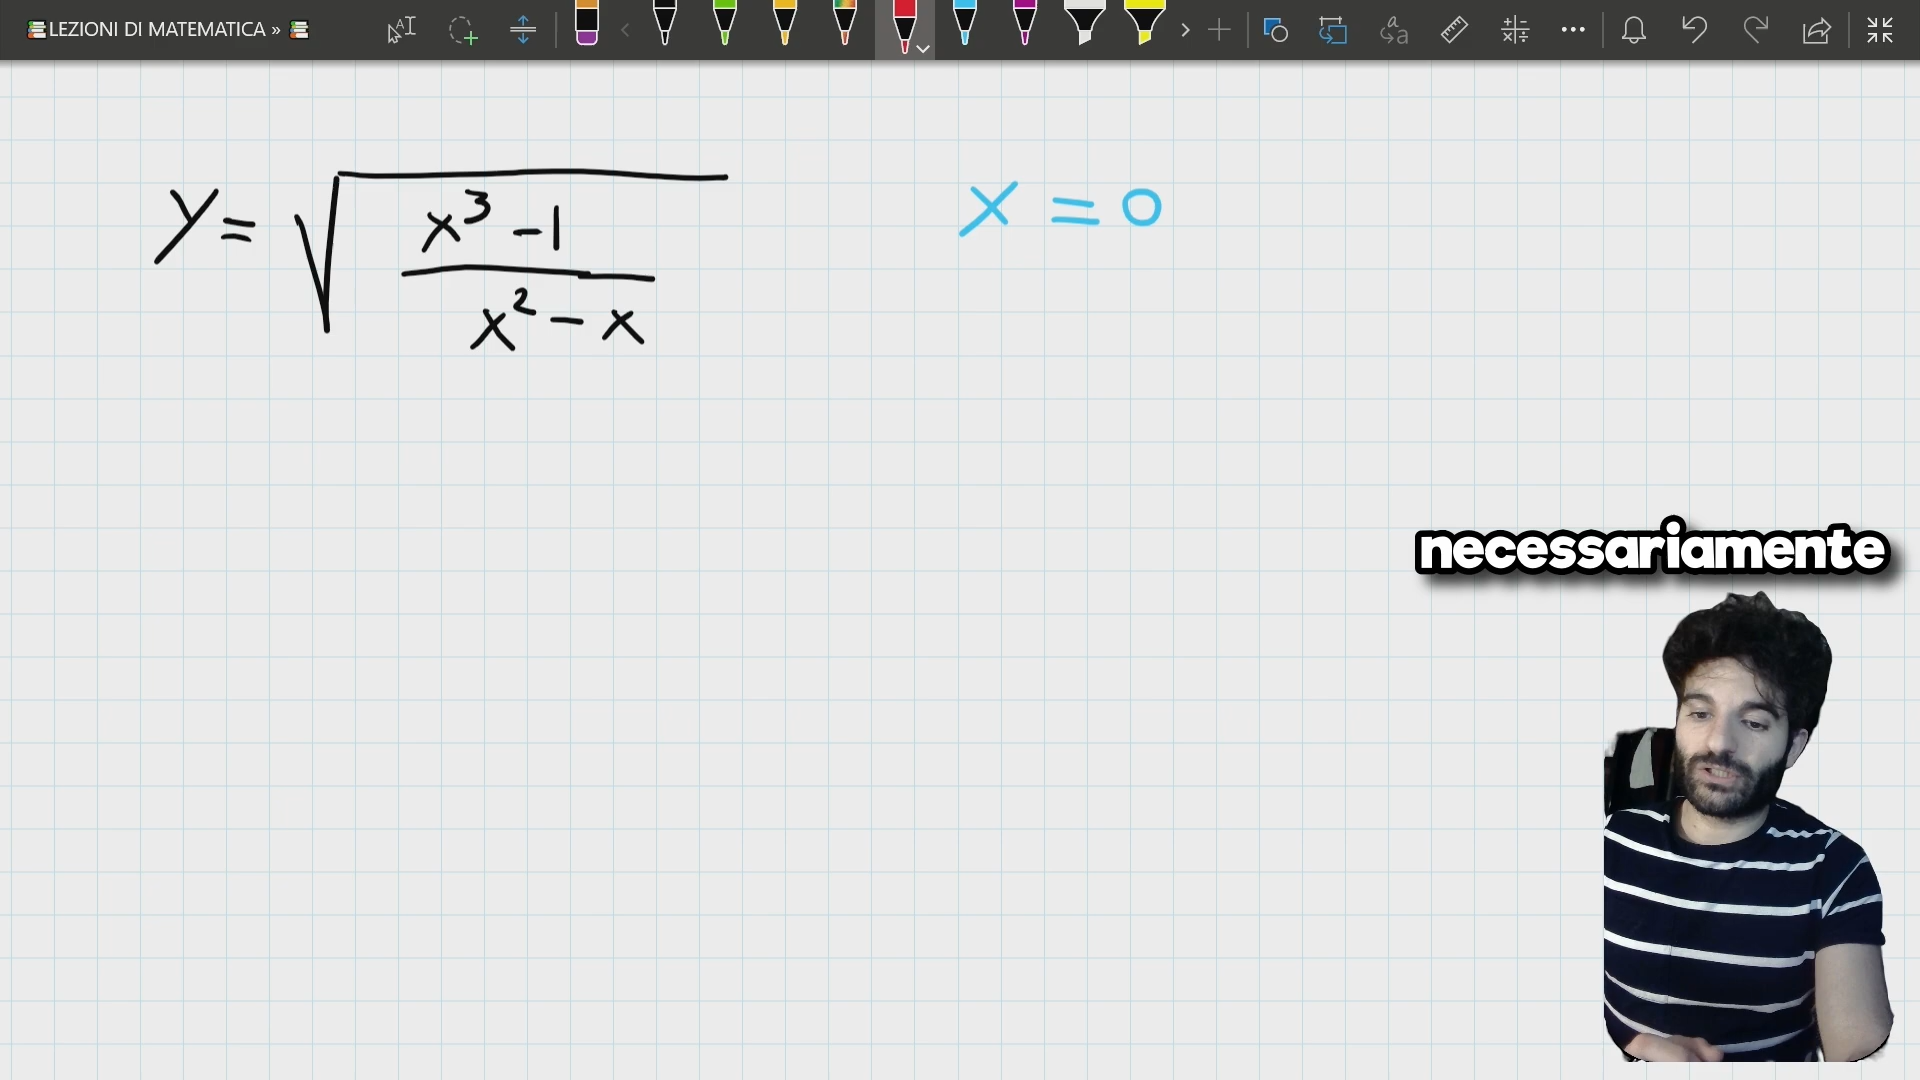 LEZIONI DI MATEMATICA »
y = √((x³ - 1)/(x² - x))
x = 0
necessariamente